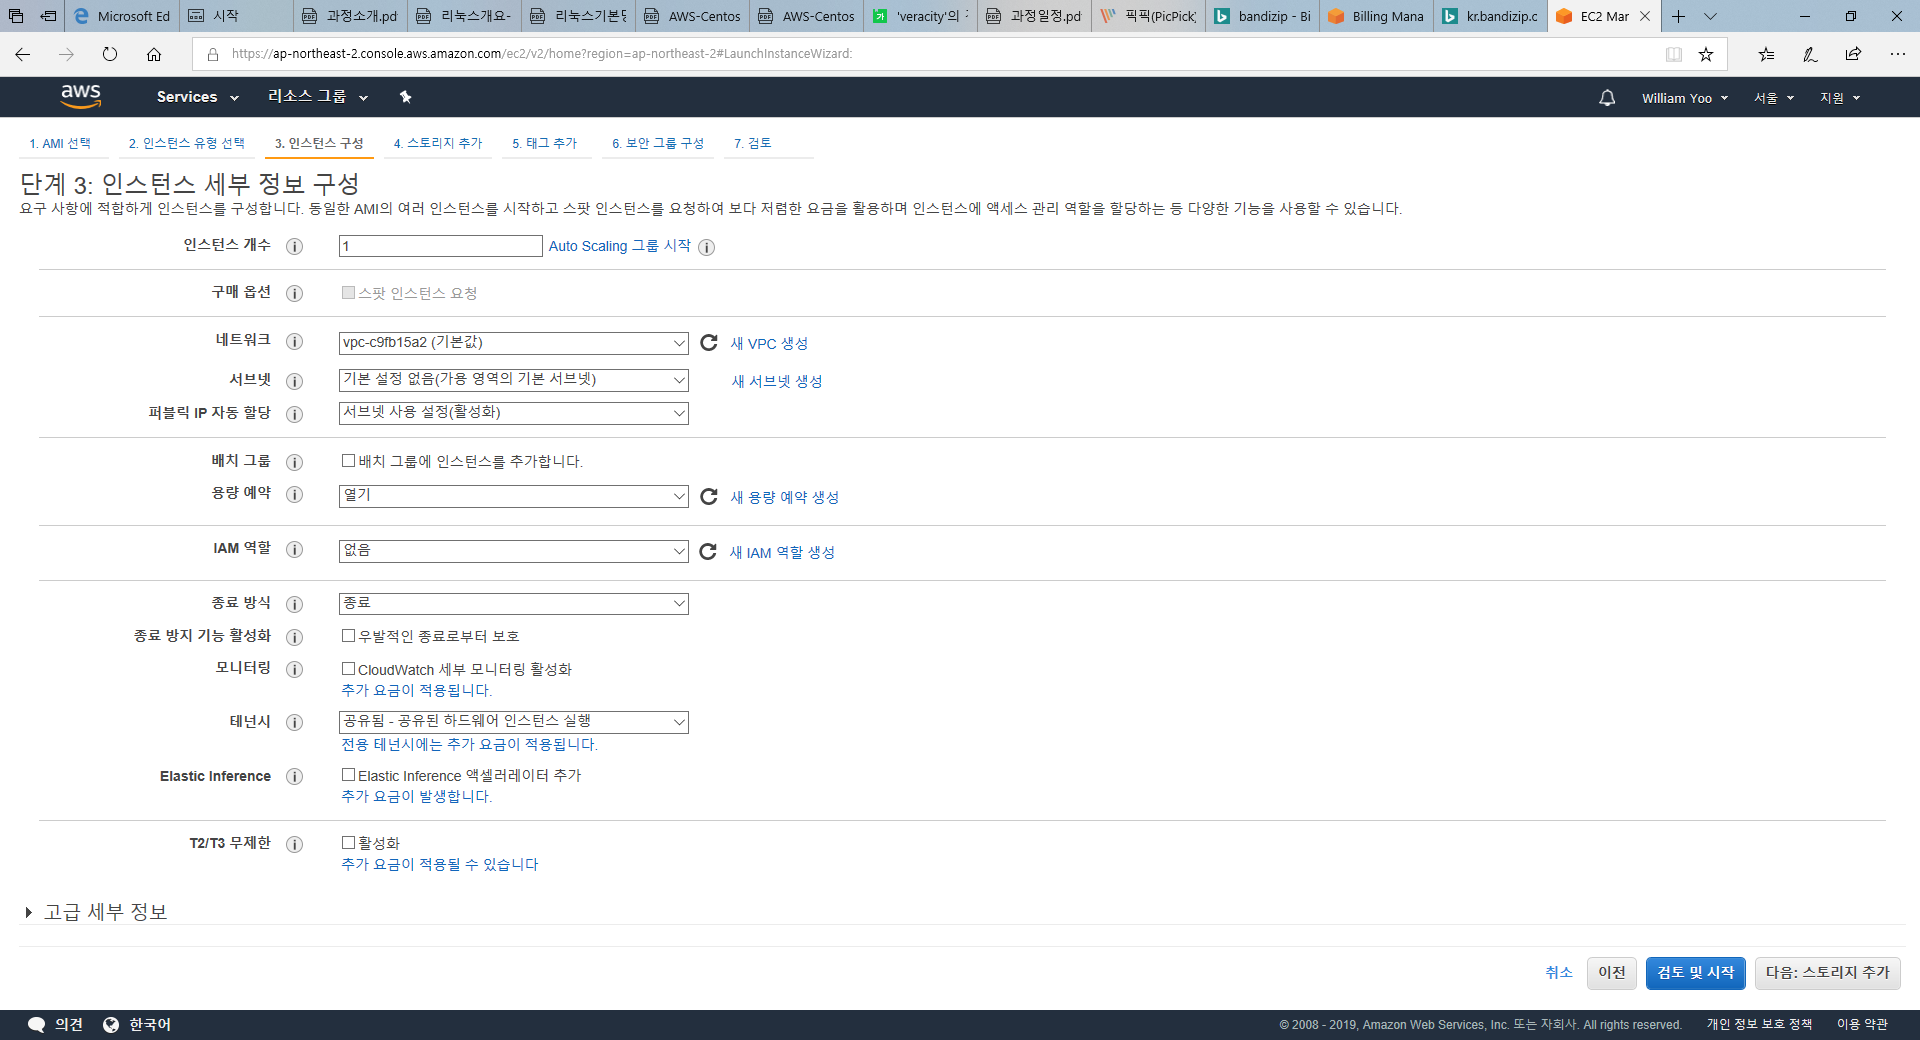 Microsoft Ed
시작
과정소개.pd
리눅스개요-
리눅스기본명
AWS-Centos
AWS-Centos
'veracity'의
과정일정.pd
픽픽(PicPick)
bandizip - Bi
Billing Mana
kr.bandizip.c
EC2 Mar
https://ap-northeast-2.console.aws.amazon.com/ec2/v2/home?region=ap-northeast-2#LaunchInstanceWizard:
aws
Services
리소스 그룹
William Yoo
서울
지원
1. AMI 선택
2. 인스턴스 유형 선택
3. 인스턴스 구성
4. 스토리지 추가
5. 태그 추가
6. 보안 그룹 구성
7. 검토
단계 3: 인스턴스 세부 정보 구성
요구 사항에 적합하게 인스턴스를 구성합니다. 동일한 AMI의 여러 인스턴스를 시작하고 스팟 인스턴스를 요청하여 보다 저렴한 요금을 활용하며 인스턴스에 액세스 관리 역할을 할당하는 등 다양한 기능을 사용할 수 있습니다.
인스턴스 개수
1
Auto Scaling 그룹 시작
구매 옵션
스팟 인스턴스 요청
네트워크
vpc-c9fb15a2 (기본값)
새 VPC 생성
서브넷
기본 설정 없음(가용 영역의 기본 서브넷)
새 서브넷 생성
퍼블릭 IP 자동 할당
서브넷 사용 설정(활성화)
배치 그룹
배치 그룹에 인스턴스를 추가합니다.
용량 예약
열기
새 용량 예약 생성
IAM 역할
없음
새 IAM 역할 생성
종료 방식
종료
종료 방지 기능 활성화
우발적인 종료로부터 보호
모니터링
CloudWatch 세부 모니터링 활성화
추가 요금이 적용됩니다.
테넌시
공유됨 - 공유된 하드웨어 인스턴스 실행
전용 테넌시에는 추가 요금이 적용됩니다.
Elastic Inference
Elastic Inference 액셀러레이터 추가
추가 요금이 발생합니다.
T2/T3 무제한
활성화
추가 요금이 적용될 수 있습니다
고급 세부 정보
취소
이전
검토 및 시작
다음: 스토리지 추가
의견
한국어
© 2008 - 2019, Amazon Web Services, Inc. 또는 자회사. All rights reserved.
개인 정보 보호 정책
이용 약관